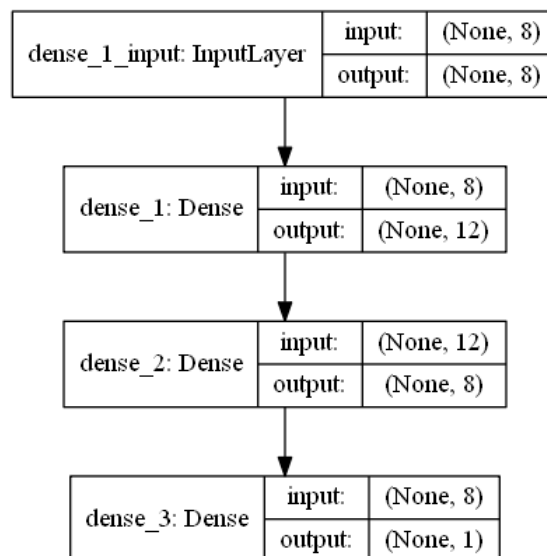 dense_1_input: InputLayer
input: (None, 8)
output: (None, 8)
dense_1: Dense
input: (None, 8)
output: (None, 12)
dense_2: Dense
input: (None, 12)
output: (None, 8)
dense_3: Dense
input: (None, 8)
output: (None, 1)